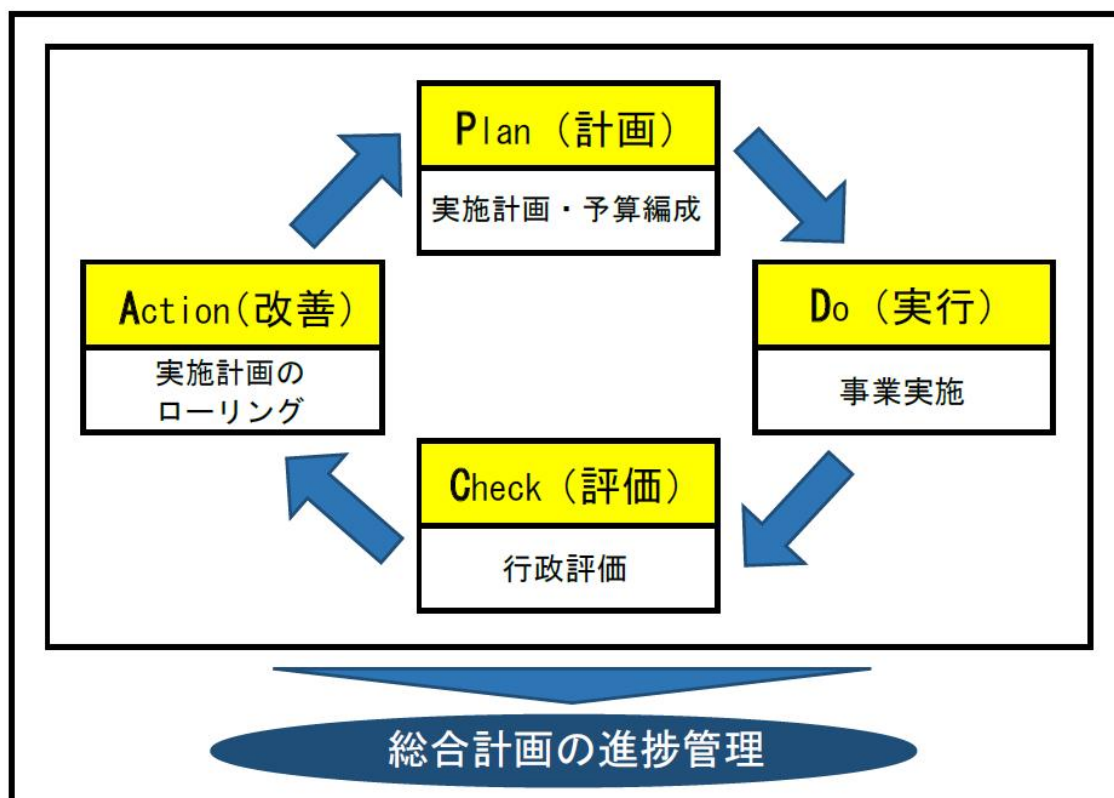 Plan（計画）
実施計画・予算編成
Do（実行）
事業実施
Check（評価）
行政評価
Action(改善)
実施計画の
ローリング
総合計画の進捗管理